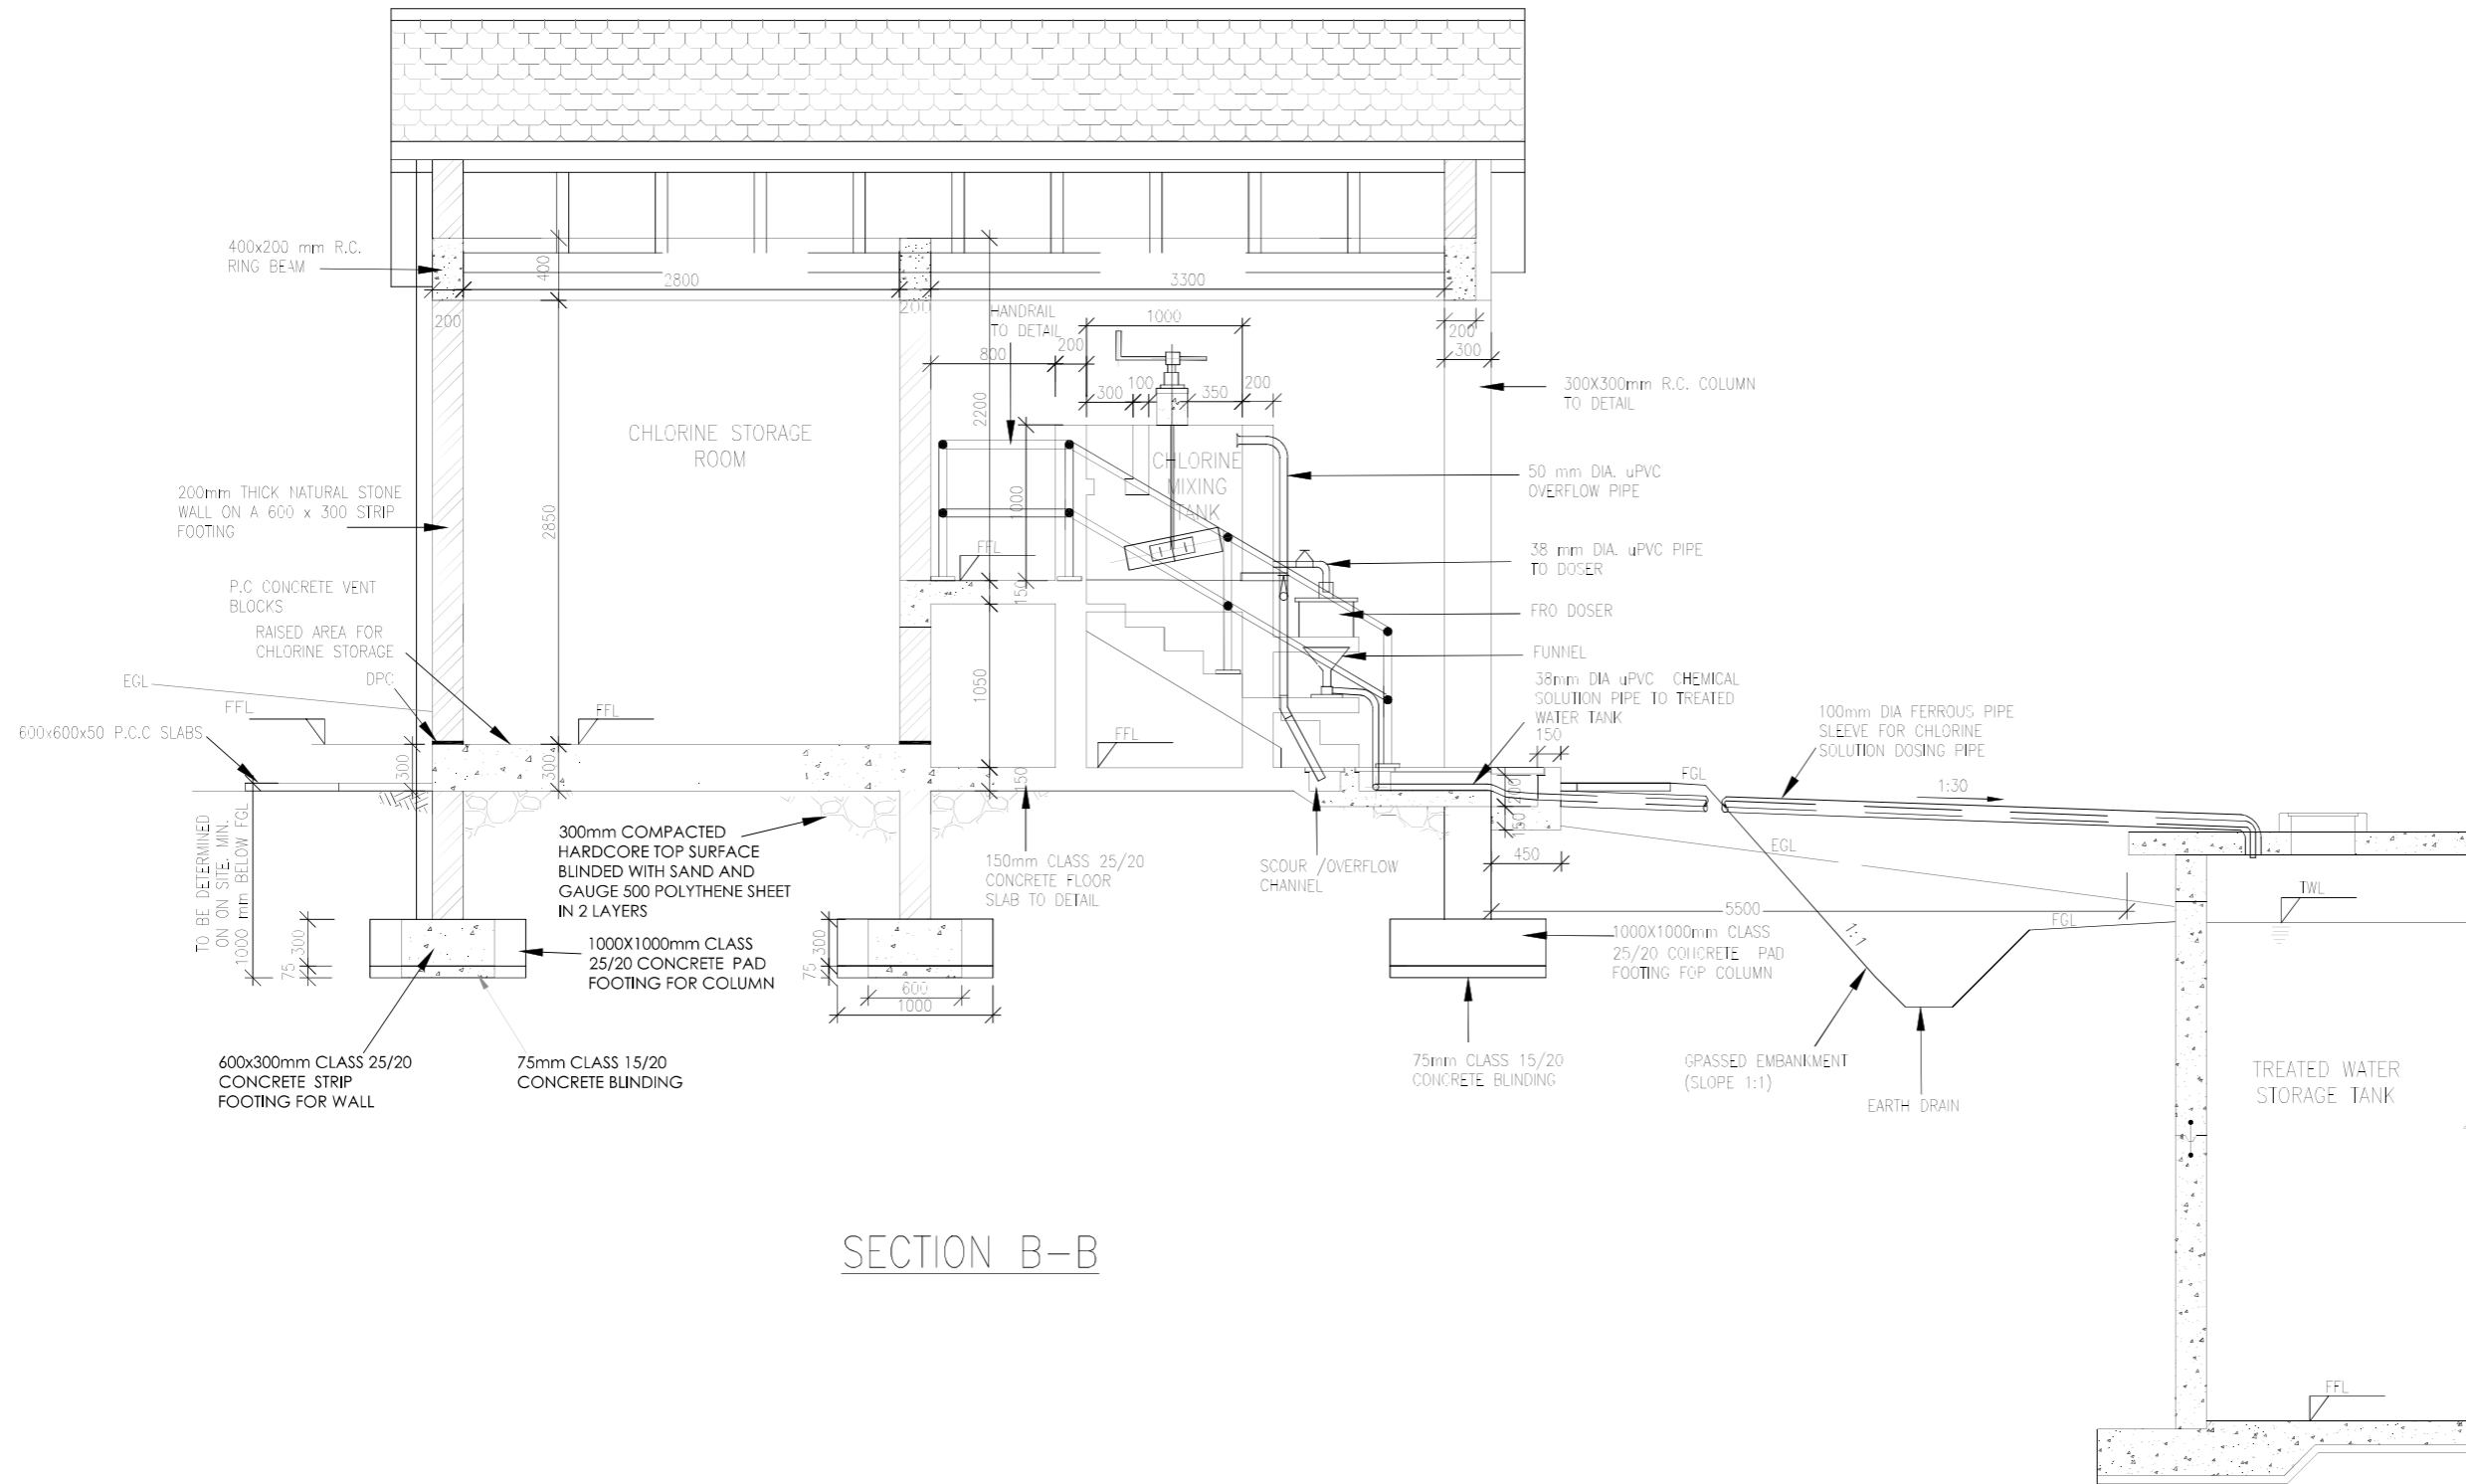 400x200 mm R.C.
RING BEAM
400
2800
3300
200
200
HANDRAIL
TO DETAIL
1000
200
300
800
200
300
100
350
200
2200
300X300mm R.C. COLUMN
TO DETAIL
CHLORINE STORAGE
ROOM
CHLORINE
MIXING
TANK
1000
50 mm DIA. uPVC
OVERFLOW PIPE
200mm THICK NATURAL STONE
WALL ON A 600 x 300 STRIP
FOOTING
2850
FFL
150
38 mm DIA. uPVC PIPE
TO DOSER
P.C CONCRETE VENT
BLOCKS
FRO DOSER
RAISED AREA FOR
CHLORINE STORAGE
FUNNEL
DPC
EGL
1050
38mm DIA uPVC CHEMICAL
SOLUTION PIPE TO TREATED
WATER TANK
FFL
FFL
FFL
150
100mm DIA FERROUS PIPE
SLEEVE FOR CHLORINE
SOLUTION DOSING PIPE
600x600x50 P.C.C SLABS
300
300
150
200
150
FGL
1:30
TO BE DETERMINED
ON ON SITE. MIN.
1000 mm BELOW FGL
300mm COMPACTED
HARDCORE TOP SURFACE
BLINDED WITH SAND AND
GAUGE 500 POLYTHENE SHEET
IN 2 LAYERS
150mm CLASS 25/20
CONCRETE FLOOR
SLAB TO DETAIL
SCOUR /OVERFLOW
CHANNEL
450
EGL
TWL
5500
FGL
300
75
1000X1000mm CLASS
25/20 CONCRETE PAD
FOOTING FOR COLUMN
300
75
600
1000
1000X1000mm CLASS
25/20 CONCRETE PAD
FOOTING FOP COLUMN
1:1
600x300mm CLASS 25/20
CONCRETE STRIP
FOOTING FOR WALL
75mm CLASS 15/20
CONCRETE BLINDING
75mm CLASS 15/20
CONCRETE BLINDING
GPASSED EMBANKMENT
(SLOPE 1:1)
EARTH DRAIN
TREATED WATER
STORAGE TANK
FFL
SECTION B-B